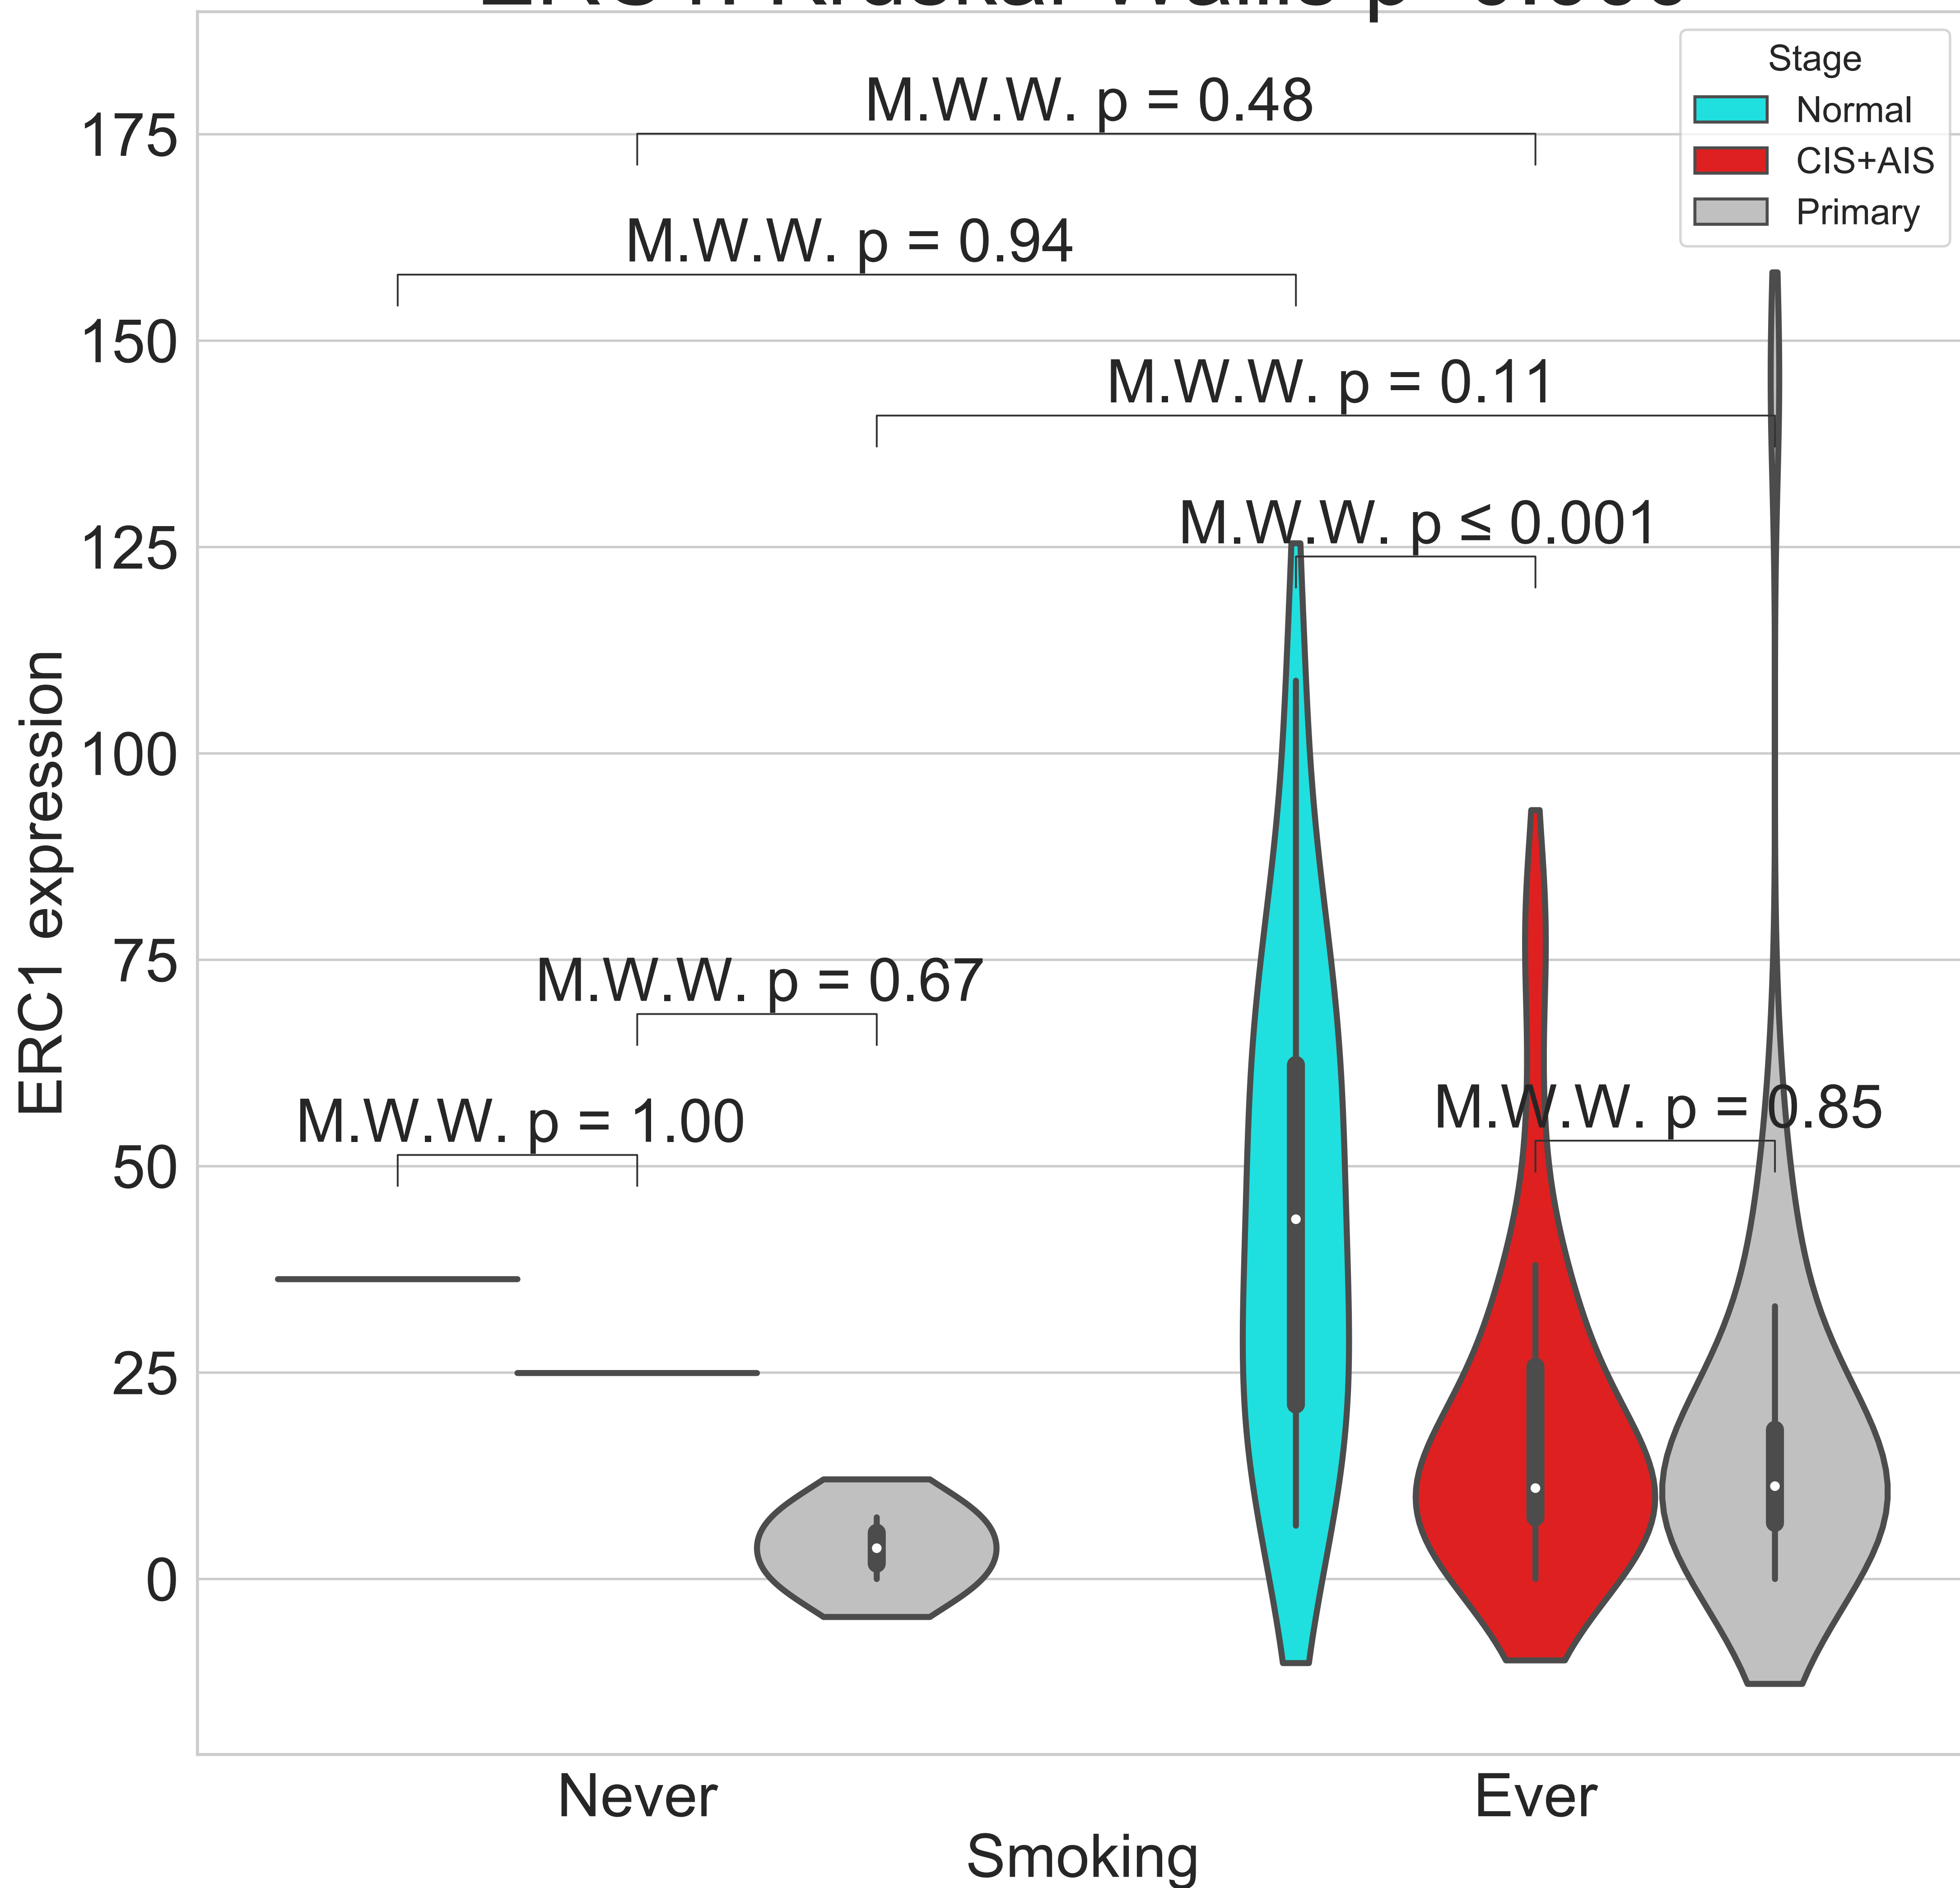 Stage
Normal
CIS+AIS
Primary
M.W.W. p = 0.48
M.W.W. p = 0.94
M.W.W. p = 0.11
M.W.W. p ≤ 0.001
M.W.W. p = 0.67
M.W.W. p = 1.00
M.W.W. p = 0.85
175
150
125
100
75
50
25
0
ERC1 expression
Never
Ever
Smoking